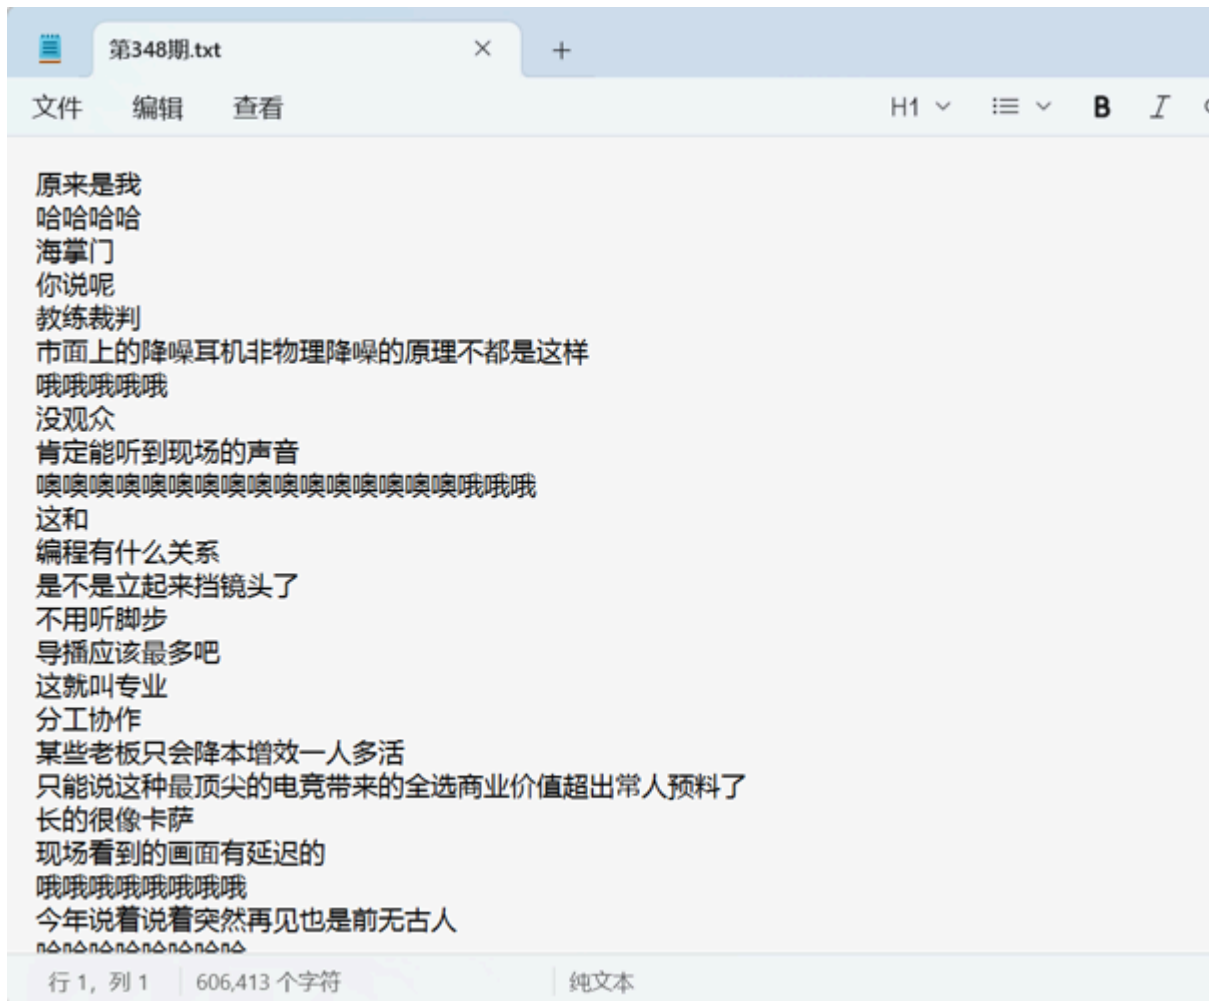 第348期.txt
文件 编辑 查看 H1 B I
原来是我
哈哈哈哈
海掌门
你说呢
教练裁判
市面上的降噪耳机非物理降噪的原理不都是这样
哦哦哦哦哦
没观众
肯定能听到现场的声音
噢噢噢噢噢噢噢噢噢噢噢噢噢噢噢噢哦哦哦
这和
编程有什么关系
是不是立起来挡镜头了
不用听脚步
导播应该最多吧
这就叫专业
分工协作
某些老板只会降本增效一人多活
只能说这种最顶尖的电竞带来的全选商业价值超出常人预料了
长的很像卡萨
现场看到的画面有延迟的
哦哦哦哦哦哦哦哦
今年说着说着突然再见也是前无古人
哈哈哈哈哈哈哈哈
行 1，列 1 606,413 个字符 纯文本